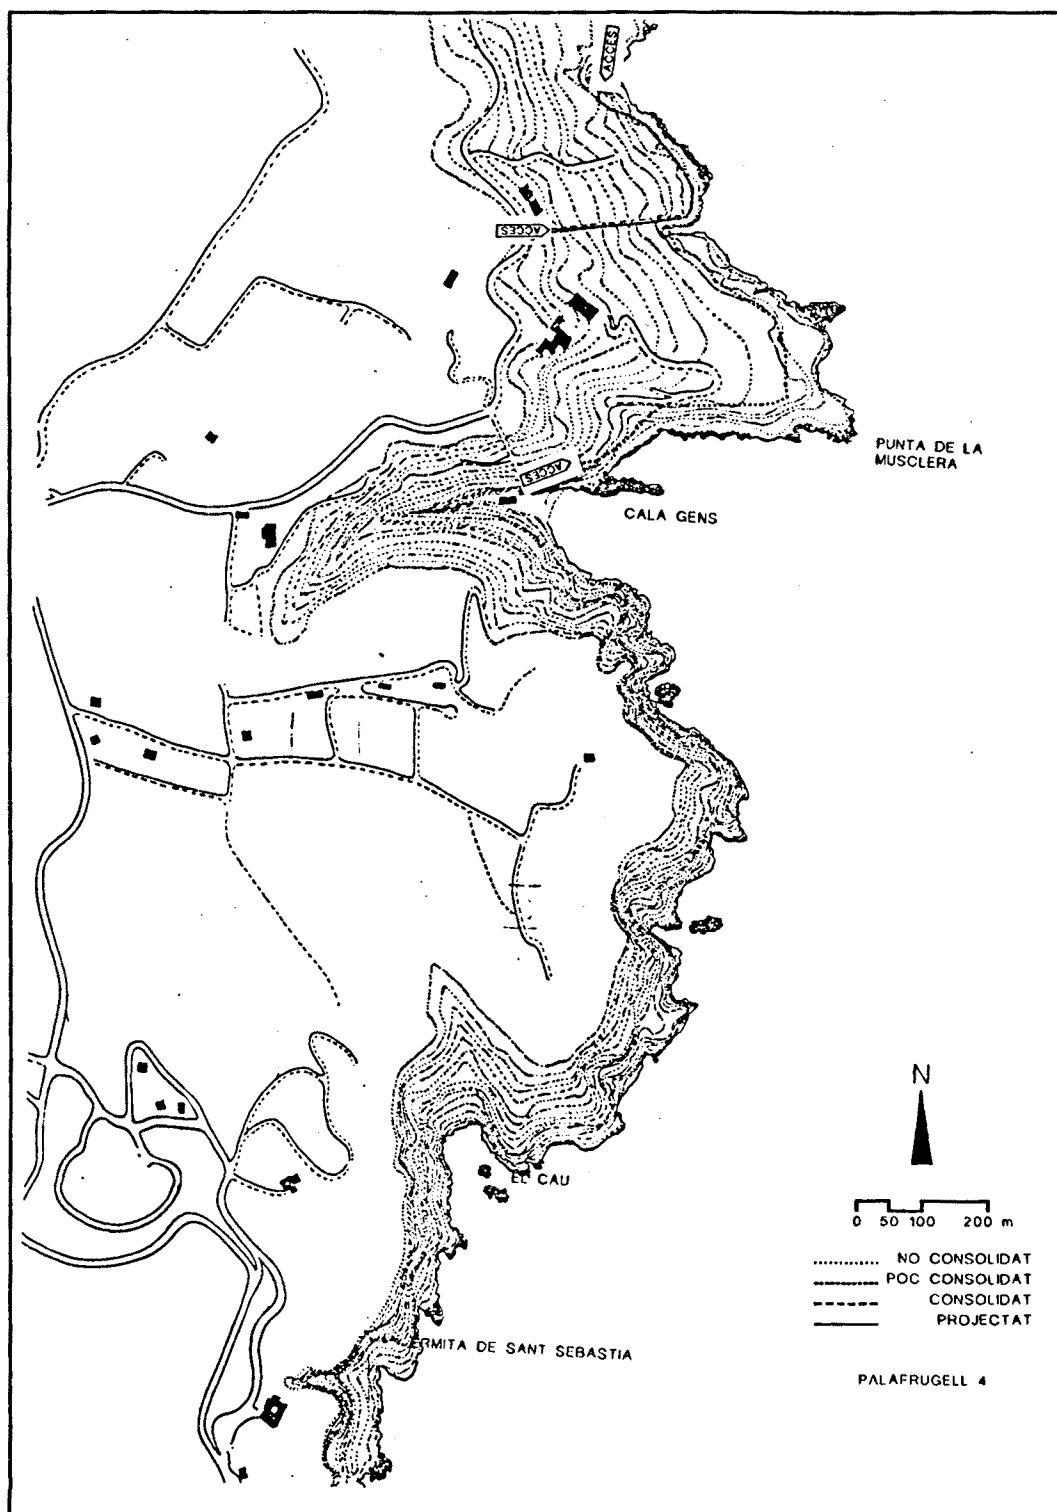 ACCES
ACCES
PUNTA DE LA
MUSCLERA
ACCES
CALA GENS
N
EL CAU
0 50 100 200 m
NO CONSOLIDAT
POC CONSOLIDAT
CONSOLIDAT
PROJECTAT
ERMITA DE SANT SEBASTIA
PALAFRUGELL 4